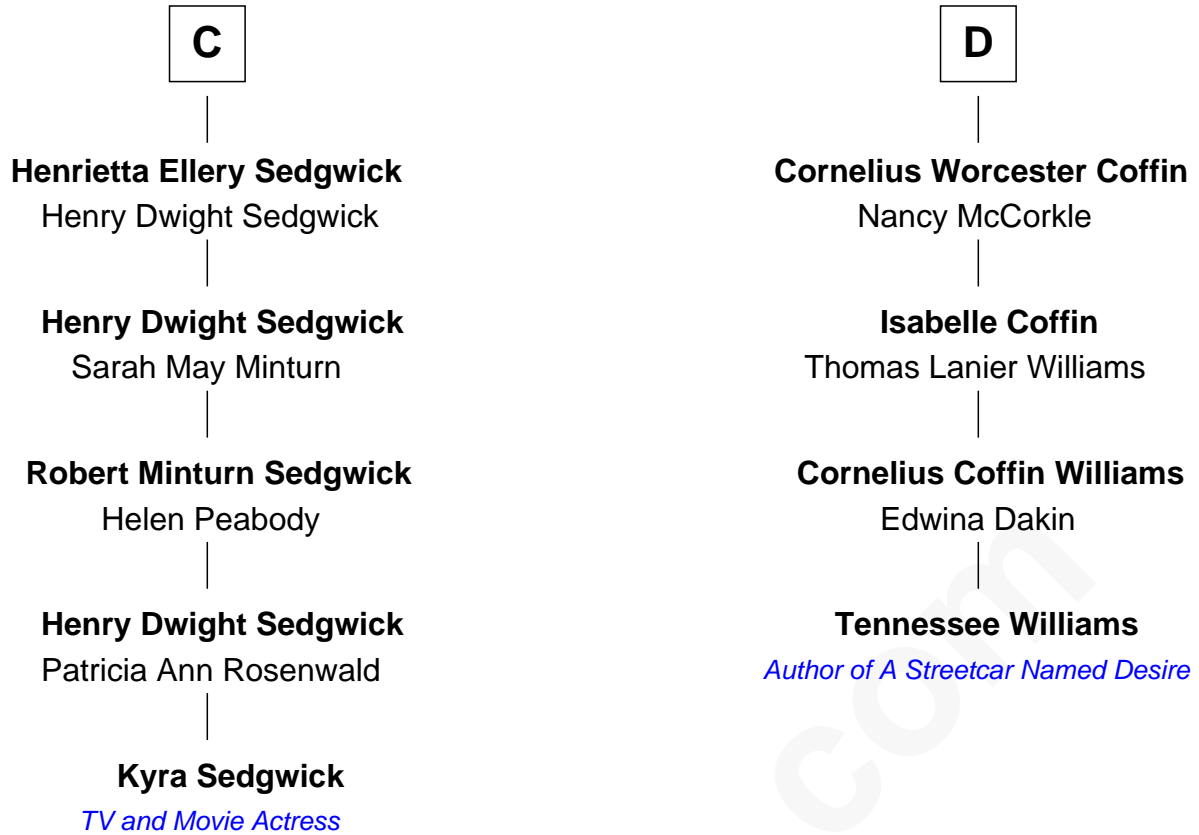 C
Henrietta Ellery Sedgwick
Henry Dwight Sedgwick
Henry Dwight Sedgwick
Sarah May Minturn
Robert Minturn Sedgwick
Helen Peabody
Henry Dwight Sedgwick
Patricia Ann Rosenwald
Kyra Sedgwick
TV and Movie Actress
D
Cornelius Worcester Coffin
Nancy McCorkle
Isabelle Coffin
Thomas Lanier Williams
Cornelius Coffin Williams
Edwina Dakin
Tennessee Williams
Author of A Streetcar Named Desire
com